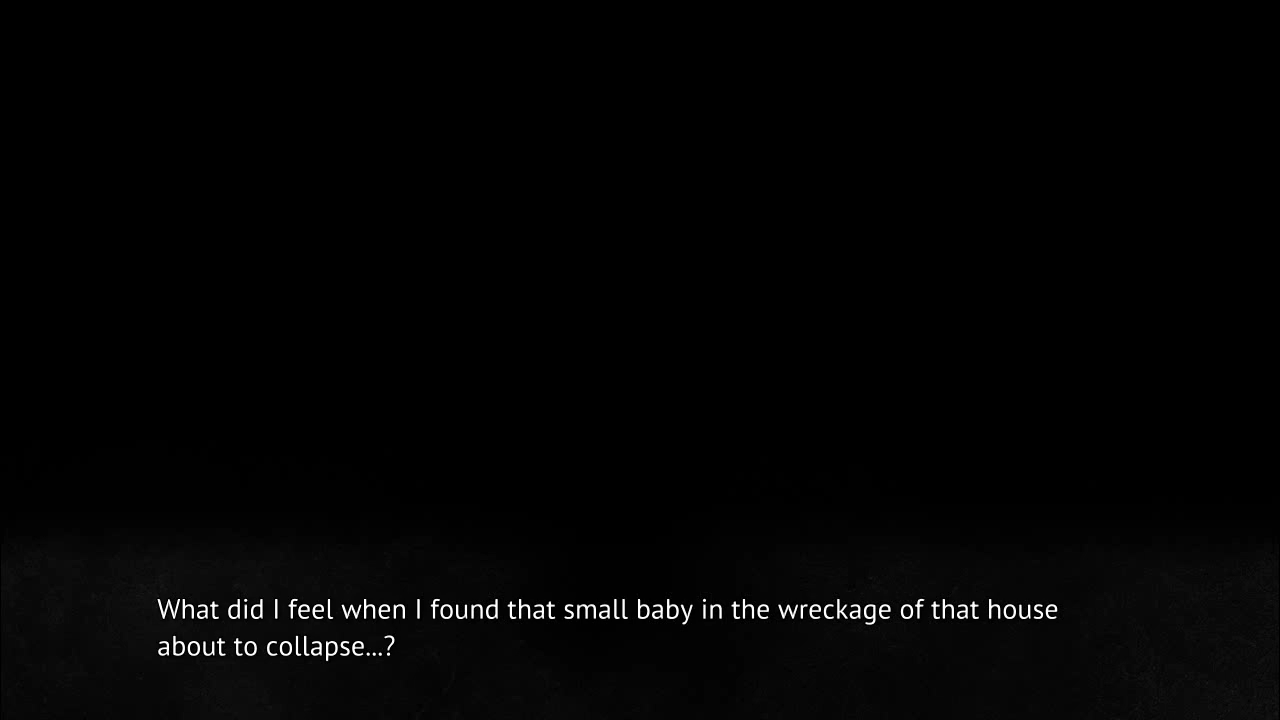 What did I feel when I found that small baby in the wreckage of that house
about to collapse...?